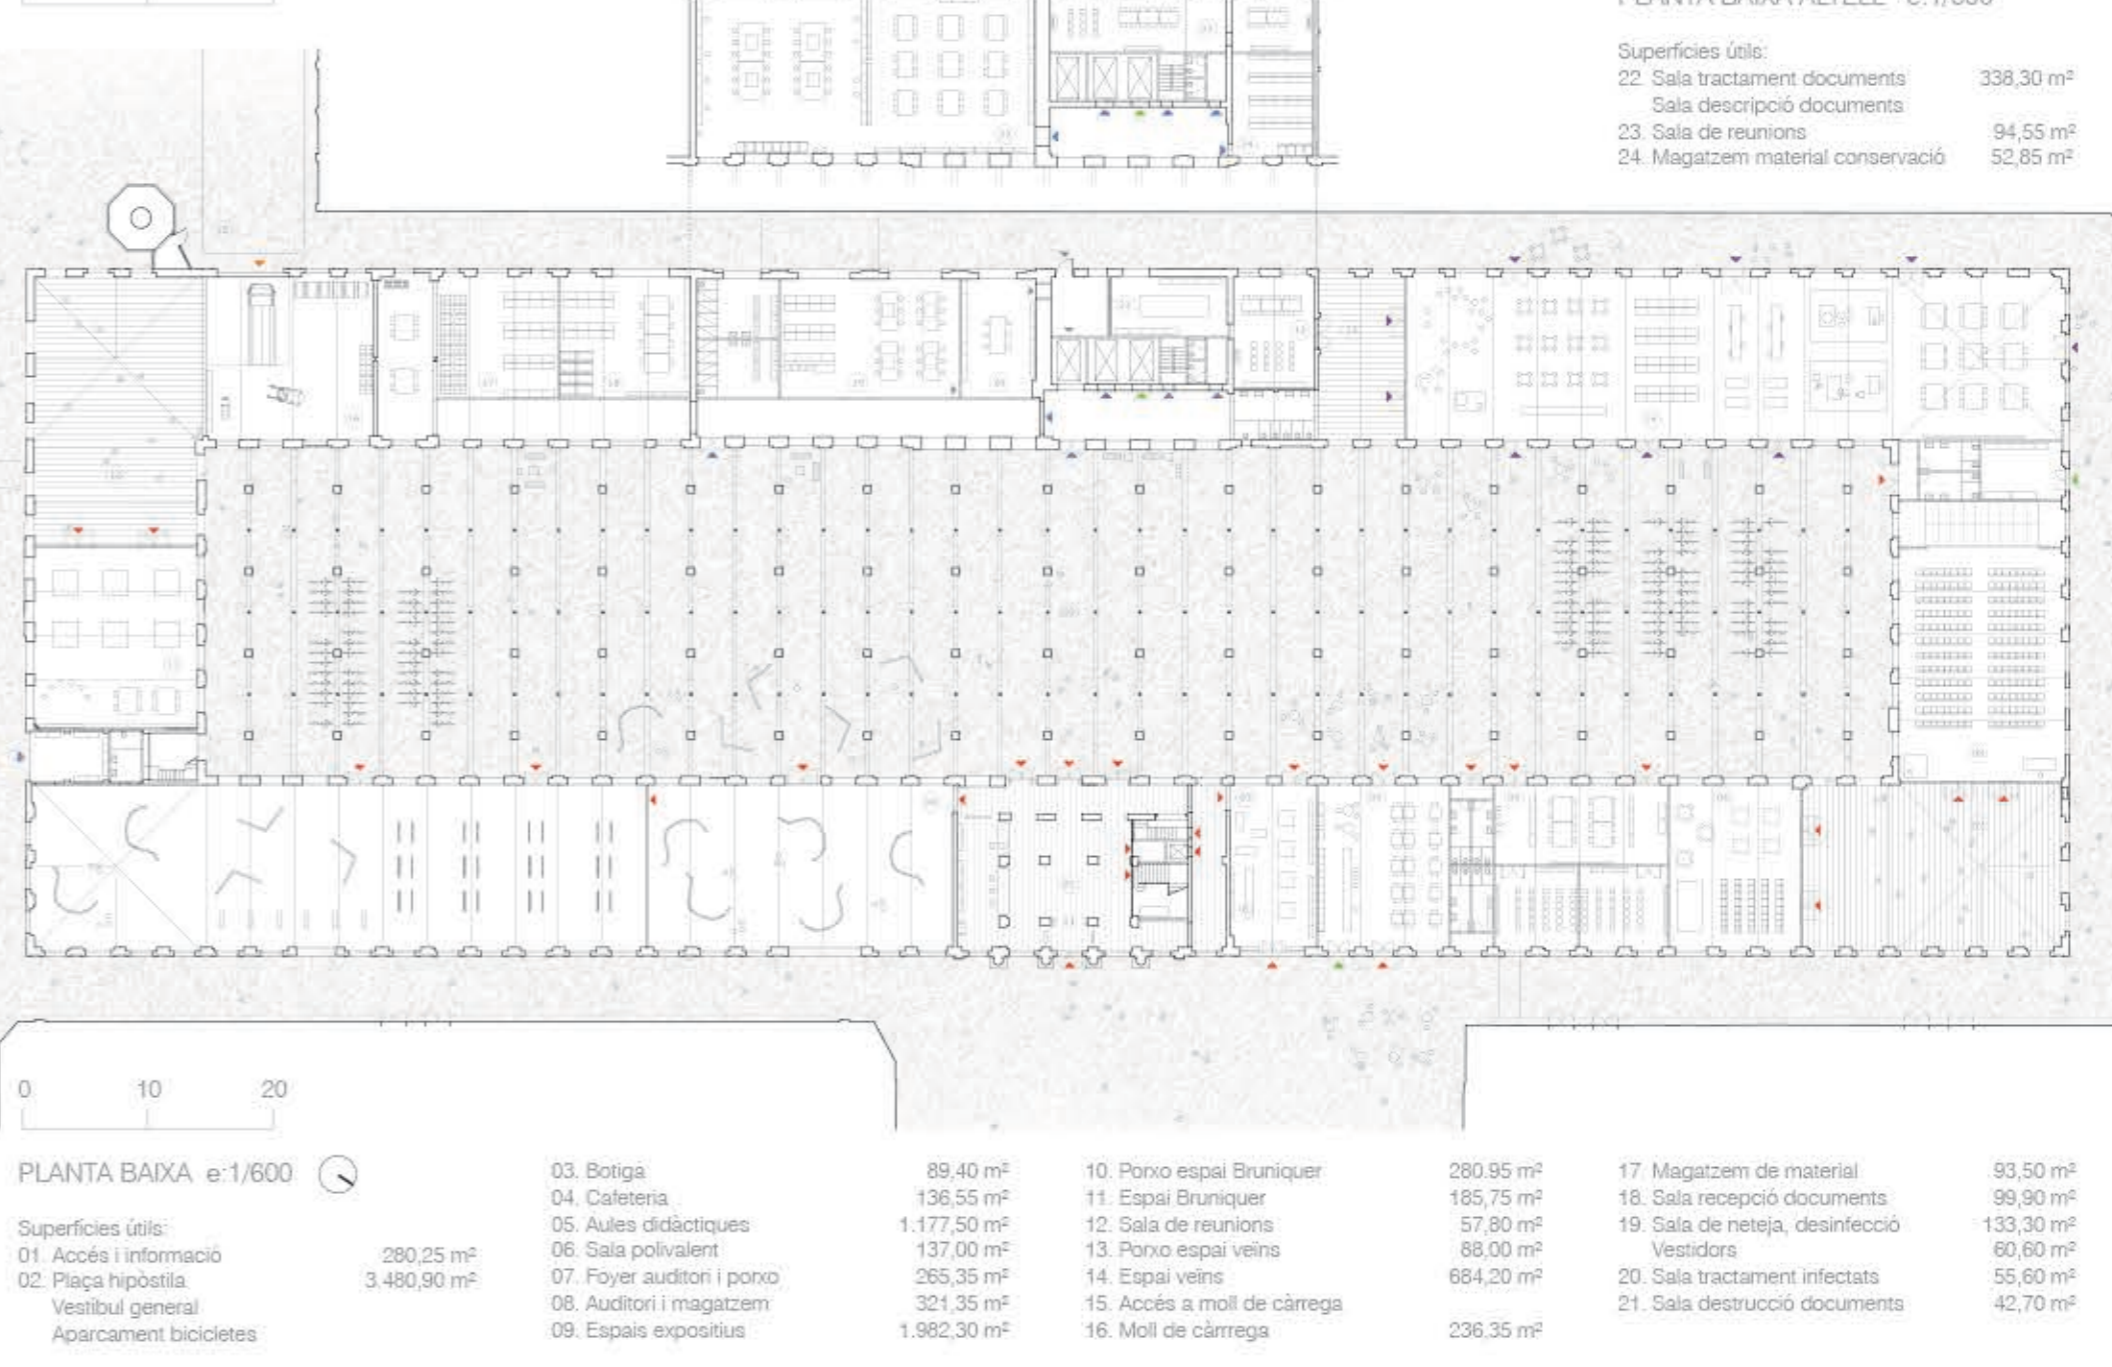 PLANTA BAIXA ALTELL e:1/600
Superfícies útils:
22. Sala tractament documents 338,30 m²
Sala descripció documents
23. Sala de reunions 94,55 m²
24. Magatzem material conservació 52,85 m²
0 10 20
PLANTA BAIXA e:1/600
Superfícies útils:
01. Accés i informació 280,25 m²
02. Plaça hipòstila 3.480,90 m²
Vestíbul general
Aparcament bicicletes
03. Botiga 89,40 m²
04. Cafeteria 136,55 m²
05. Aules didàctiques 1.177,50 m²
06. Sala polivalent 137,00 m²
07. Foyer auditori i porxo 265,35 m²
08. Auditori i magatzem 321,35 m²
09. Espais expositius 1.982,30 m²
10. Porxo espai Bruniquer 280.95 m²
11. Espai Bruniquer 185,75 m²
12. Sala de reunions 57,80 m²
13. Porxo espai veïns 88,00 m²
14. Espai veïns 684,20 m²
15. Accés a moll de càrrega
16. Moll de càrrrega 236,35 m²
17. Magatzem de material 93,50 m²
18. Sala recepció documents 99,90 m²
19. Sala de neteja, desinfecció 133,30 m²
Vestidors 60,60 m²
20. Sala tractament infectats 55,60 m²
21. Sala destrucció documents 42,70 m²